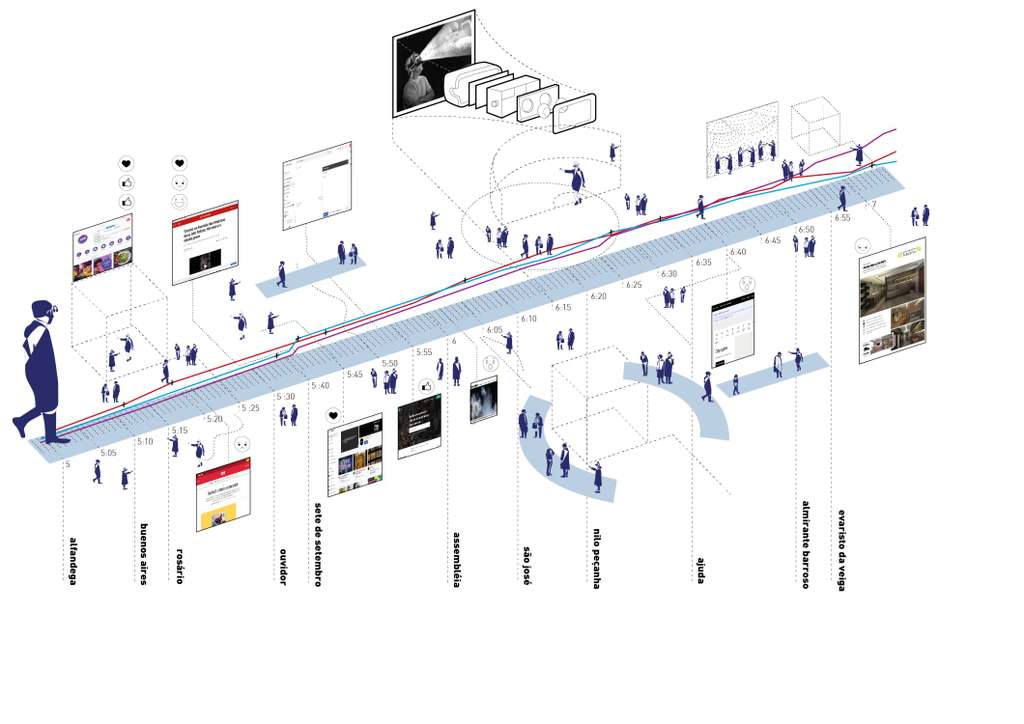 5
5:05
5:10
5:15
5:20
5:25
5:30
5:40
5:45
5:50
5:55
6
6:05
6:10
6:15
6:20
6:25
6:30
6:35
6:40
6:45
6:50
6:55
7
alfandega
buenos aires
rosário
ouvidor
sete de setembro
assembléia
são josé
nilo peçanha
ajuda
almirante barroso
evaristo da veiga